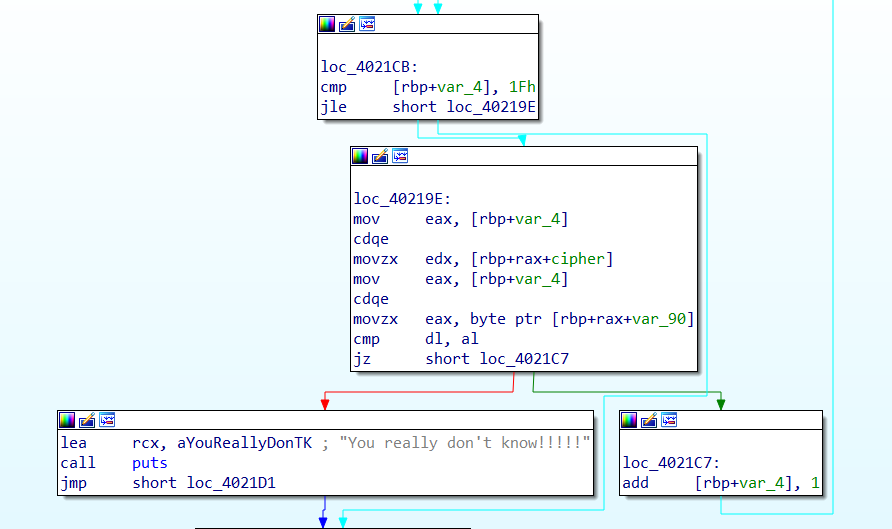 loc_4021CB:
cmp [rbp+var_4], 1Fh
jle short loc_40219E
loc_40219E:
mov eax, [rbp+var_4]
cdqe
movzx edx, [rbp+rax+cipher]
mov eax, [rbp+var_4]
cdqe
movzx eax, byte ptr [rbp+rax+var_90]
cmp dl, al
jz short loc_4021C7
lea rcx, aYouReallyDonTK ; "You really don't know!!!!!"
call puts
jmp short loc_4021D1
loc_4021C7:
add [rbp+var_4], 1